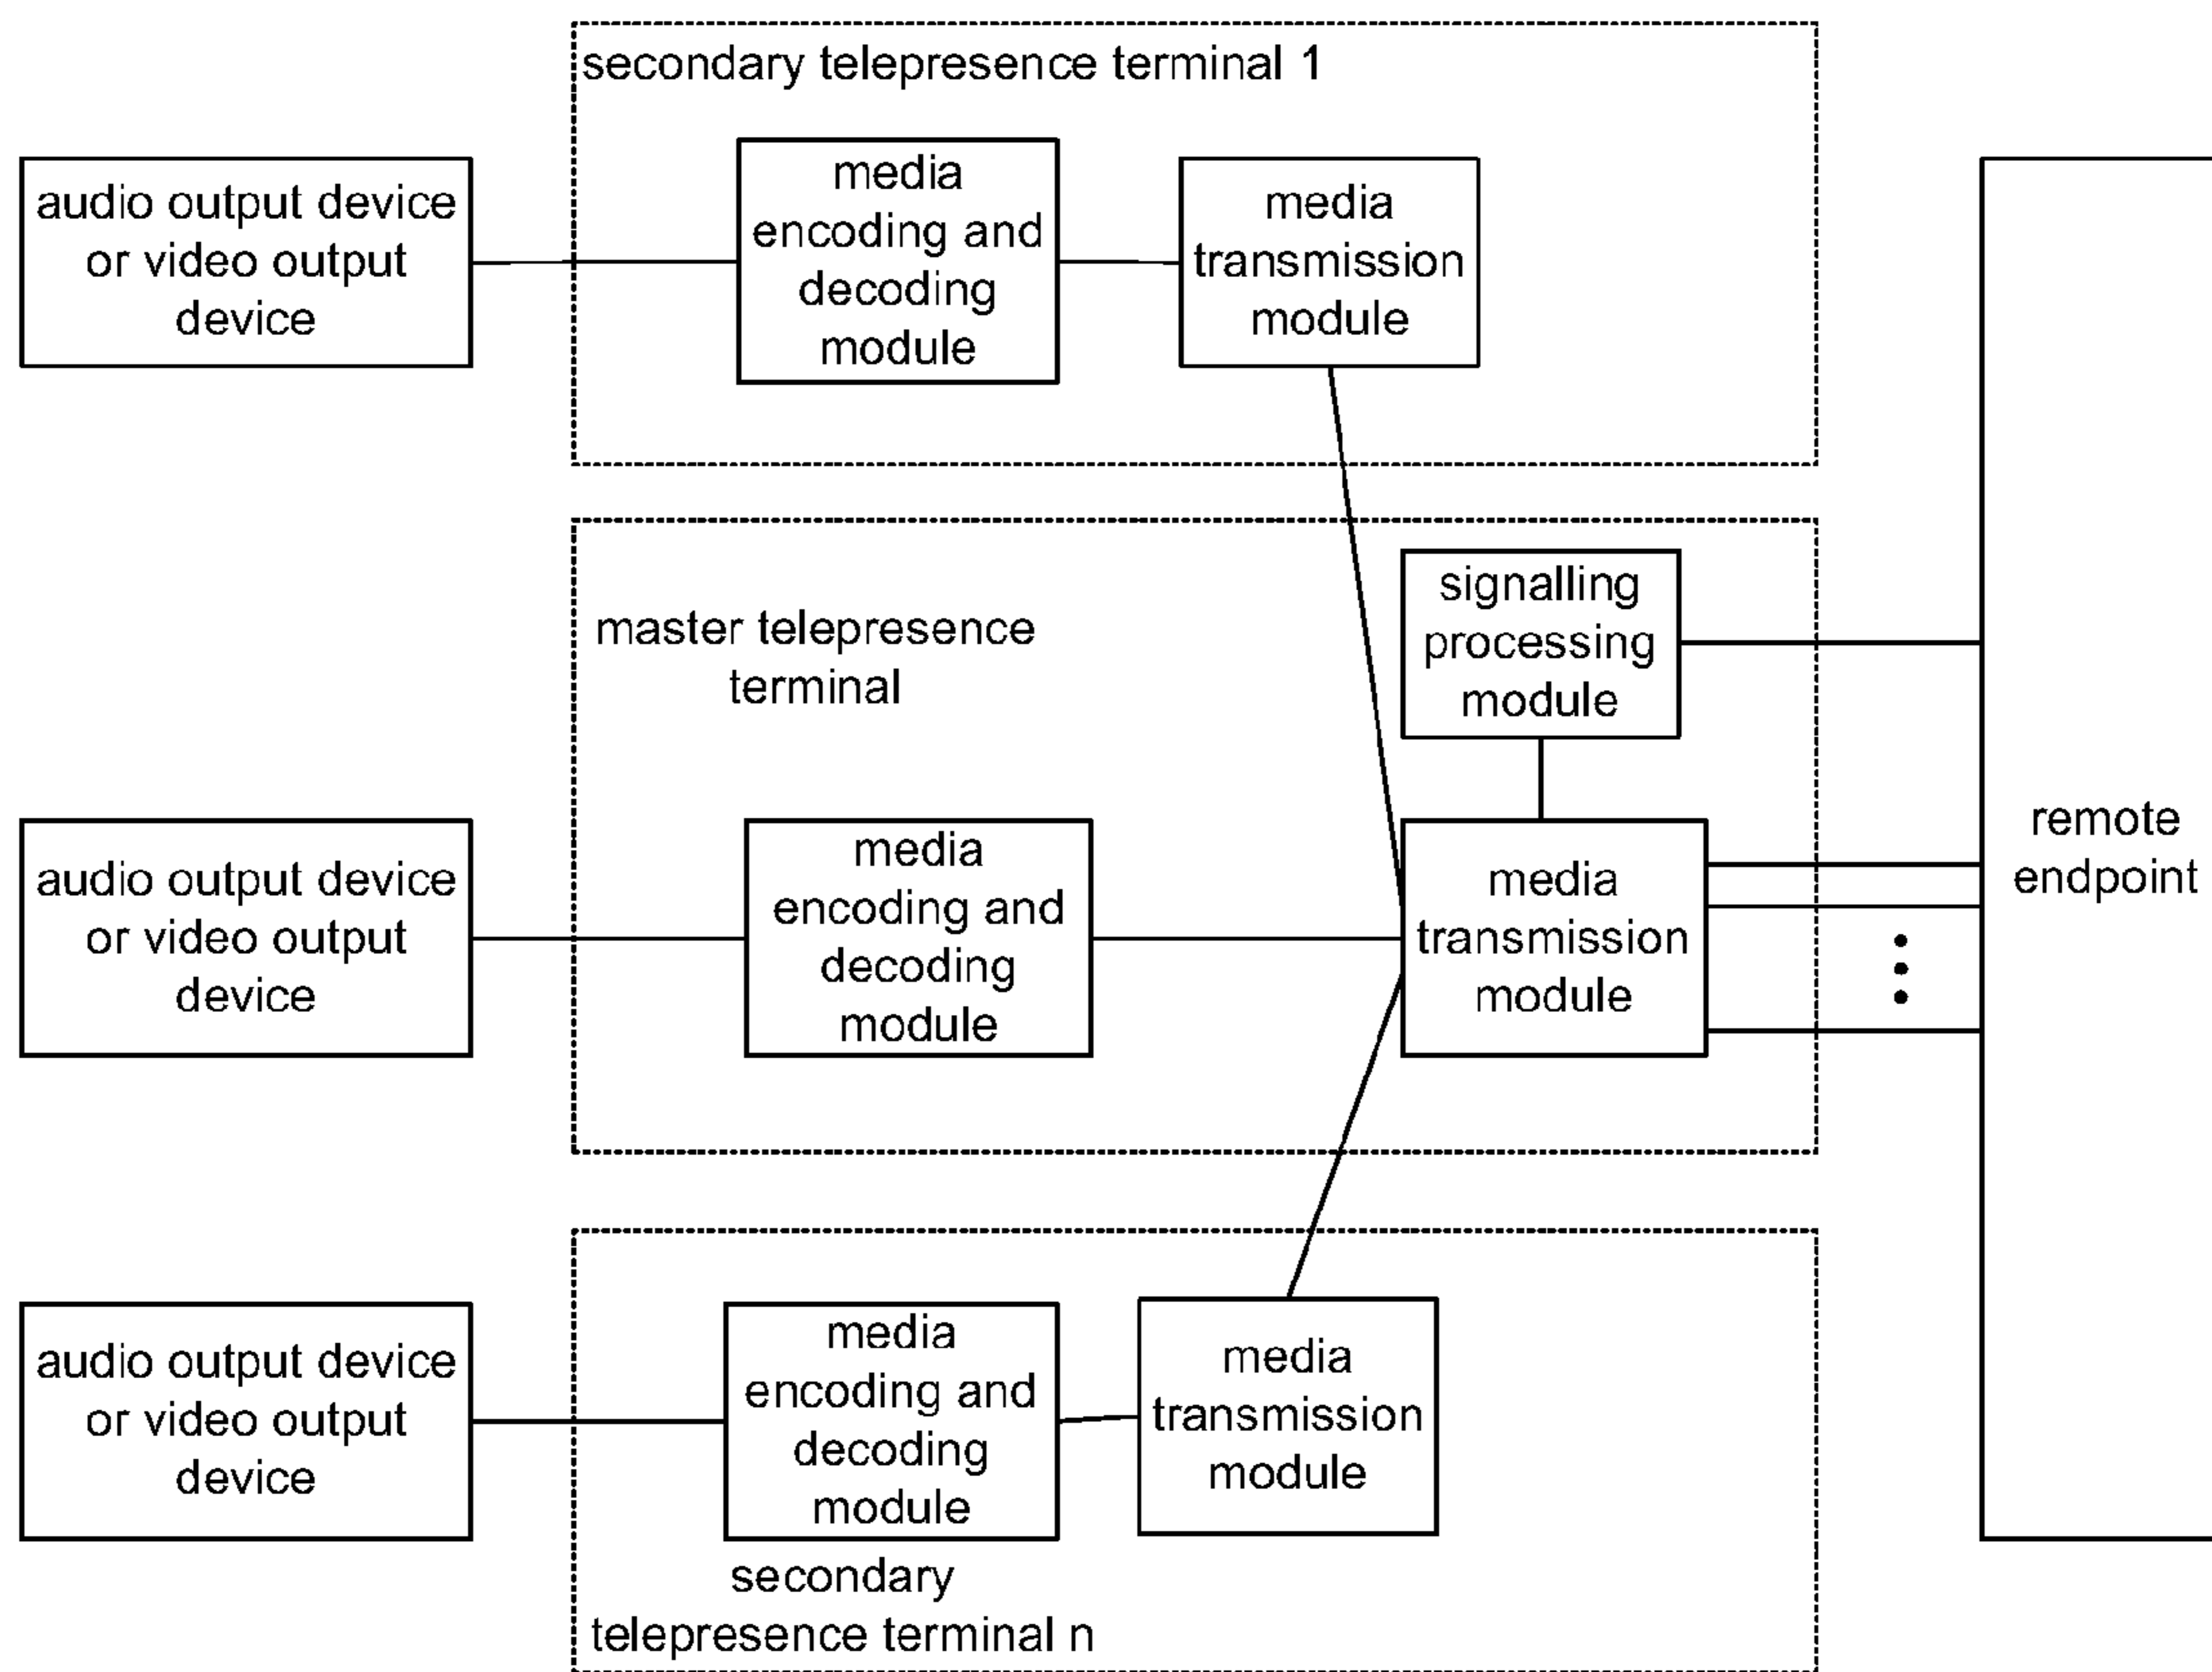 secondary telepresence terminal 1
audio output device
or video output
device
media
encoding and
decoding
module
media
transmission
module
master telepresence
terminal
signalling
processing
module
audio output device
or video output
device
media
encoding and
decoding
module
media
transmission
module
remote
endpoint
audio output device
or video output
device
media
encoding and
decoding
module
media
transmission
module
secondary
telepresence terminal n